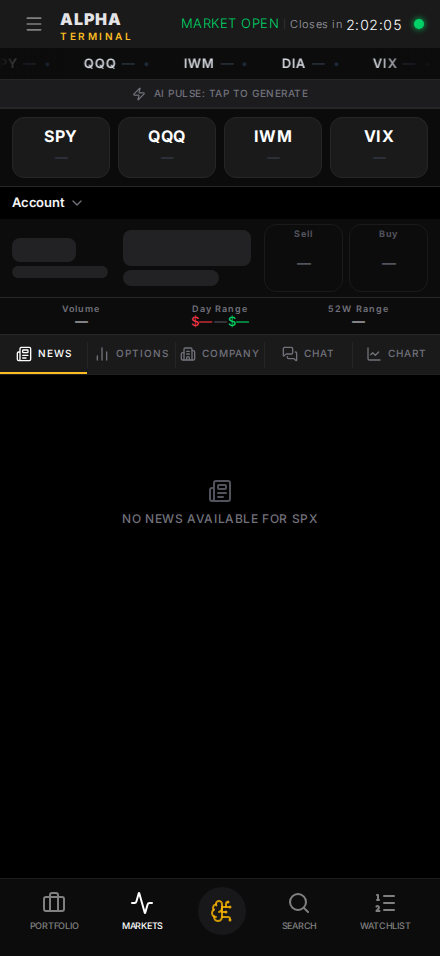 ALPHA
TERMINAL
MARKET OPEN | Closes in 2:02:05
PY — • QQQ — • IWM — • DIA — • VIX — •
AI PULSE: TAP TO GENERATE
SPY QQQ IWM VIX
— — — —
Account
Sell Buy
— —
Volume Day Range 52W Range
— $— — $— —
NEWS OPTIONS COMPANY CHAT CHART
NO NEWS AVAILABLE FOR SPX
PORTFOLIO MARKETS SEARCH WATCHLIST